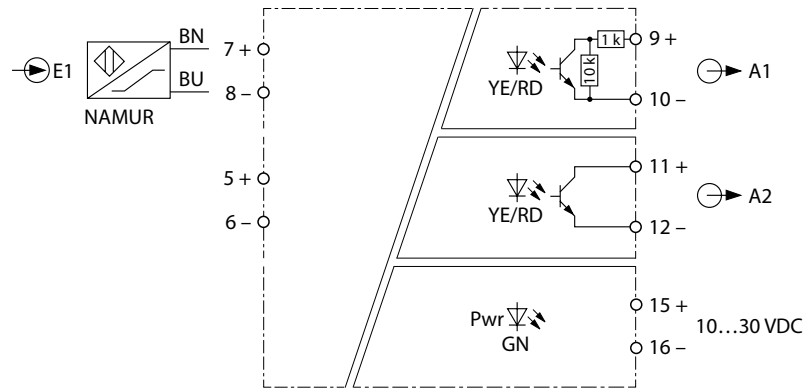 E1
BN
BU
NAMUR
7 +
8 –
5 +
6 –
YE/RD
1 k
10 k
9 +
10 –
A1
YE/RD
11 +
12 –
A2
Pwr
GN
15 +
16 –
10…30 VDC